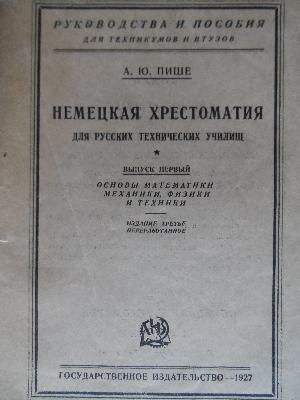 РУКОВОДСТВА И ПОСОБИЯ
ДЛЯ ТЕХНИКУМОВ И ВТУЗОВ
А. Ю. ПИШЕ
НЕМЕЦКАЯ ХРЕСТОМАТИЯ
ДЛЯ РУССКИХ ТЕХНИЧЕСКИХ УЧИЛИЩ
ВЫПУСК ПЕРВЫЙ
ОСНОВЫ МАТЕМАТИКИ
МЕХАНИКИ, ФИЗИКИ
И ТЕХНИКИ
ИЗДАНИЕ ТРЕТЬЕ
ПЕРЕРАБОТАННОЕ
ГОСУДАРСТВЕННОЕ ИЗДАТЕЛЬСТВО—1927